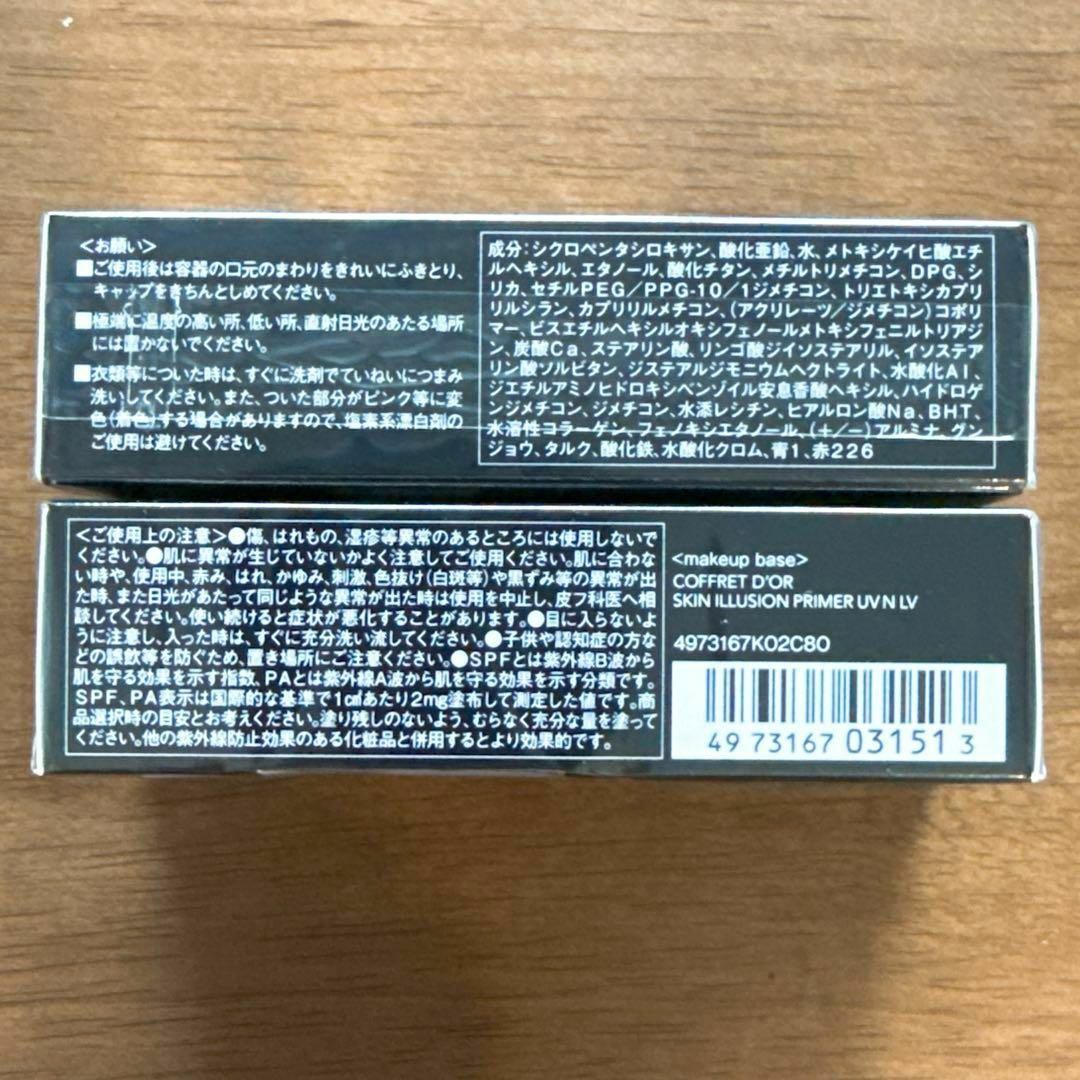 <お願い>
■ご使用後は容器の口元のまわりをきれいにふきとり、
キャップをきちんとしめてください。
■極端に温度の高い所、低い所、直射日光のあたる場所
には置かないでください。
■衣類等についた時は、すぐに洗剤でていねいにつまみ
洗いしてください。また、ついた部分がピンク等に変
色(着色)する場合がありますので、塩素系漂白剤の
ご使用は避けてください。
成分:シクロペンタシロキサン、酸化亜鉛、水、メトキシケイヒ酸エチ
ルヘキシル、エタノール、酸化チタン、メチルトリメチコン、DPG、シ
リカ、セチルPEG/PPG-10/1ジメチコン、トリエトキシカプリ
リルシラン、カプリリルメチコン、(アクリレーツ/ジメチコン)コポリ
マー、ビスエチルヘキシルオキシフェノールメトキシフェニルトリアジ
ン、炭酸Ca、ステアリン酸、リンゴ酸ジイソステアリル、イソステア
リン酸ソルビタン、ジステアルジモニウムヘクトライト、水酸化Al、
ジエチルアミノヒドロキシベンゾイル安息香酸ヘキシル、ハイドロゲ
ンジメチコン、ジメチコン、水添レシチン、ヒアルロン酸Na、BHT、
水溶性コラーゲン、フェノキシエタノール、(+/-)アルミナ、グン
ジョウ、タルク、酸化鉄、水酸化クロム、青1、赤226
<ご使用上の注意>●傷、はれもの、湿疹等異常のあるところには使用しないで
ください。●肌に異常が生じていないかよく注意してご使用ください。肌に合わな
い時や、使用中、赤み、はれ、かゆみ、刺激、色抜け(白斑等)や黒ずみ等の異常が出
た時、また日光があたって同じような異常が出た時は使用を中止し、皮フ科医へ相
談してください。使い続けると症状が悪化することがあります。●目に入らないよ
うに注意し、入った時は、すぐに充分洗い流してください。●子供や認知症の方な
どの誤飲等を防ぐため、置き場所にご注意ください。●SPFとは紫外線B波から
肌を守る効果を示す指数、PAとは紫外線A波から肌を守る効果を示す分類です。
SPF、PA表示は国際的な基準で1㎠あたり2mg塗布して測定した値です。商
品選択時の目安とお考えください。塗り残しのないよう、むらなく充分な量を塗って
ください。他の紫外線防止効果のある化粧品と併用するとより効果的です。
<makeup base>
COFFRET D'OR
SKIN ILLUSION PRIMER UV N LV
4973167K02C80
4973167031513